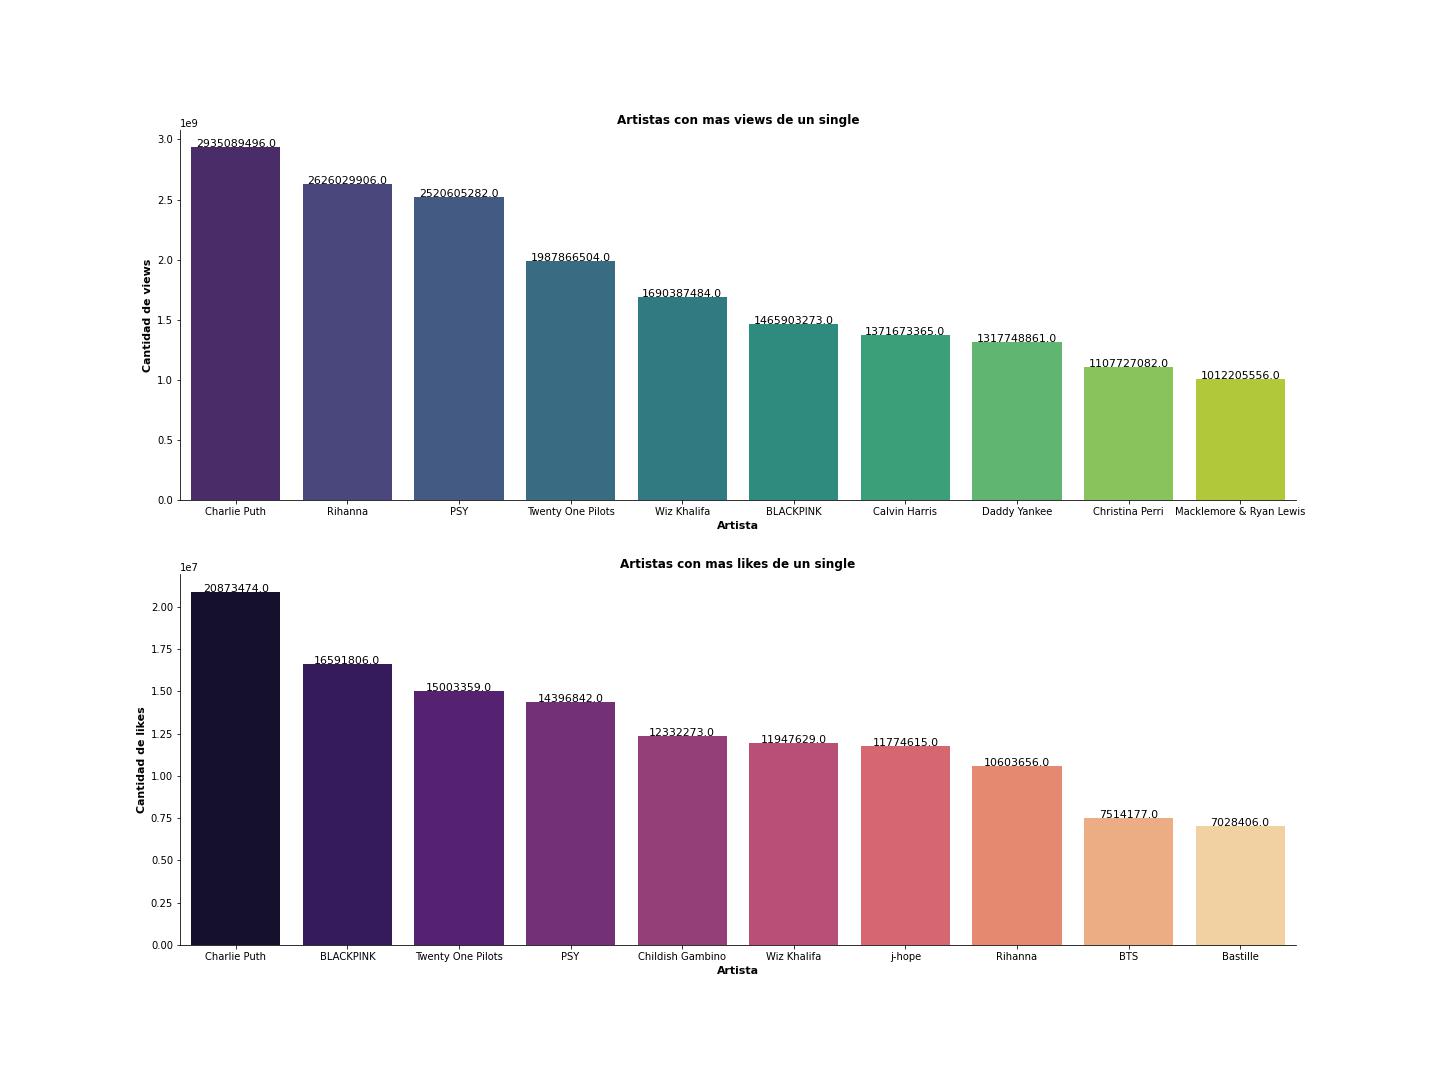 Artistas con mas views de un single
1e9
3.0
2.5
2.0
1.5
1.0
0.5
0.0
Cantidad de views
2935089496.0
2626029906.0
2520605282.0
1987866504.0
1690387484.0
1465903273.0
1371673365.0
1317748861.0
1107727082.0
1012205556.0
Charlie Puth
Rihanna
PSY
Twenty One Pilots
Wiz Khalifa
BLACKPINK
Calvin Harris
Daddy Yankee
Christina Perri
Macklemore & Ryan Lewis
Artista
Artistas con mas likes de un single
1e7
2.00
1.75
1.50
1.25
1.00
0.75
0.50
0.25
0.00
Cantidad de likes
20873474.0
16591806.0
15003359.0
14396842.0
12332273.0
11947629.0
11774615.0
10603656.0
7514177.0
7028406.0
Charlie Puth
BLACKPINK
Twenty One Pilots
PSY
Childish Gambino
Wiz Khalifa
j-hope
Rihanna
BTS
Bastille
Artista